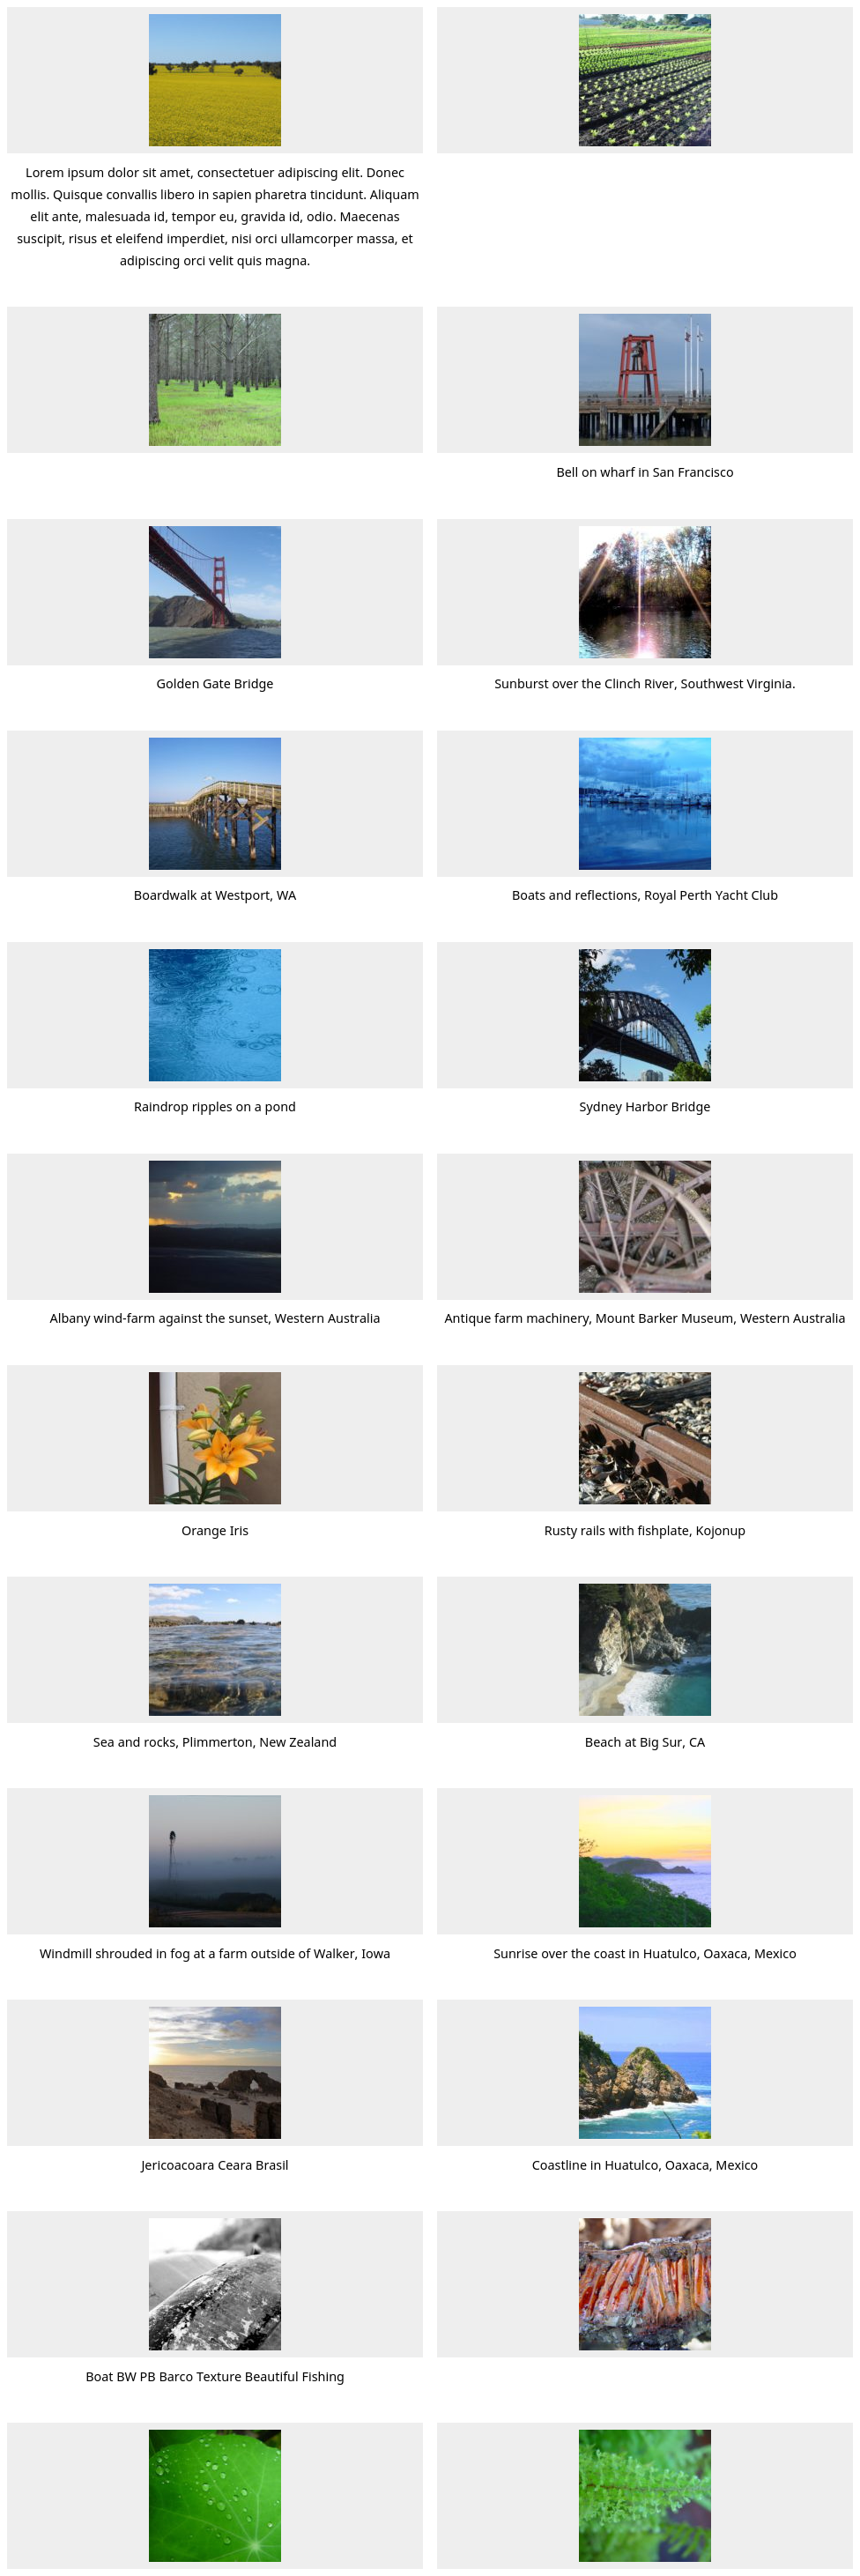 Lorem ipsum dolor sit amet, consectetuer adipiscing elit. Donec
mollis. Quisque convallis libero in sapien pharetra tincidunt. Aliquam
elit ante, malesuada id, tempor eu, gravida id, odio. Maecenas
suscipit, risus et eleifend imperdiet, nisi orci ullamcorper massa, et
adipiscing orci velit quis magna.
Bell on wharf in San Francisco
Golden Gate Bridge
Sunburst over the Clinch River, Southwest Virginia.
Boardwalk at Westport, WA
Boats and reflections, Royal Perth Yacht Club
Raindrop ripples on a pond
Sydney Harbor Bridge
Albany wind-farm against the sunset, Western Australia
Antique farm machinery, Mount Barker Museum, Western Australia
Orange Iris
Rusty rails with fishplate, Kojonup
Sea and rocks, Plimmerton, New Zealand
Beach at Big Sur, CA
Windmill shrouded in fog at a farm outside of Walker, Iowa
Sunrise over the coast in Huatulco, Oaxaca, Mexico
Jericoacoara Ceara Brasil
Coastline in Huatulco, Oaxaca, Mexico
Boat BW PB Barco Texture Beautiful Fishing